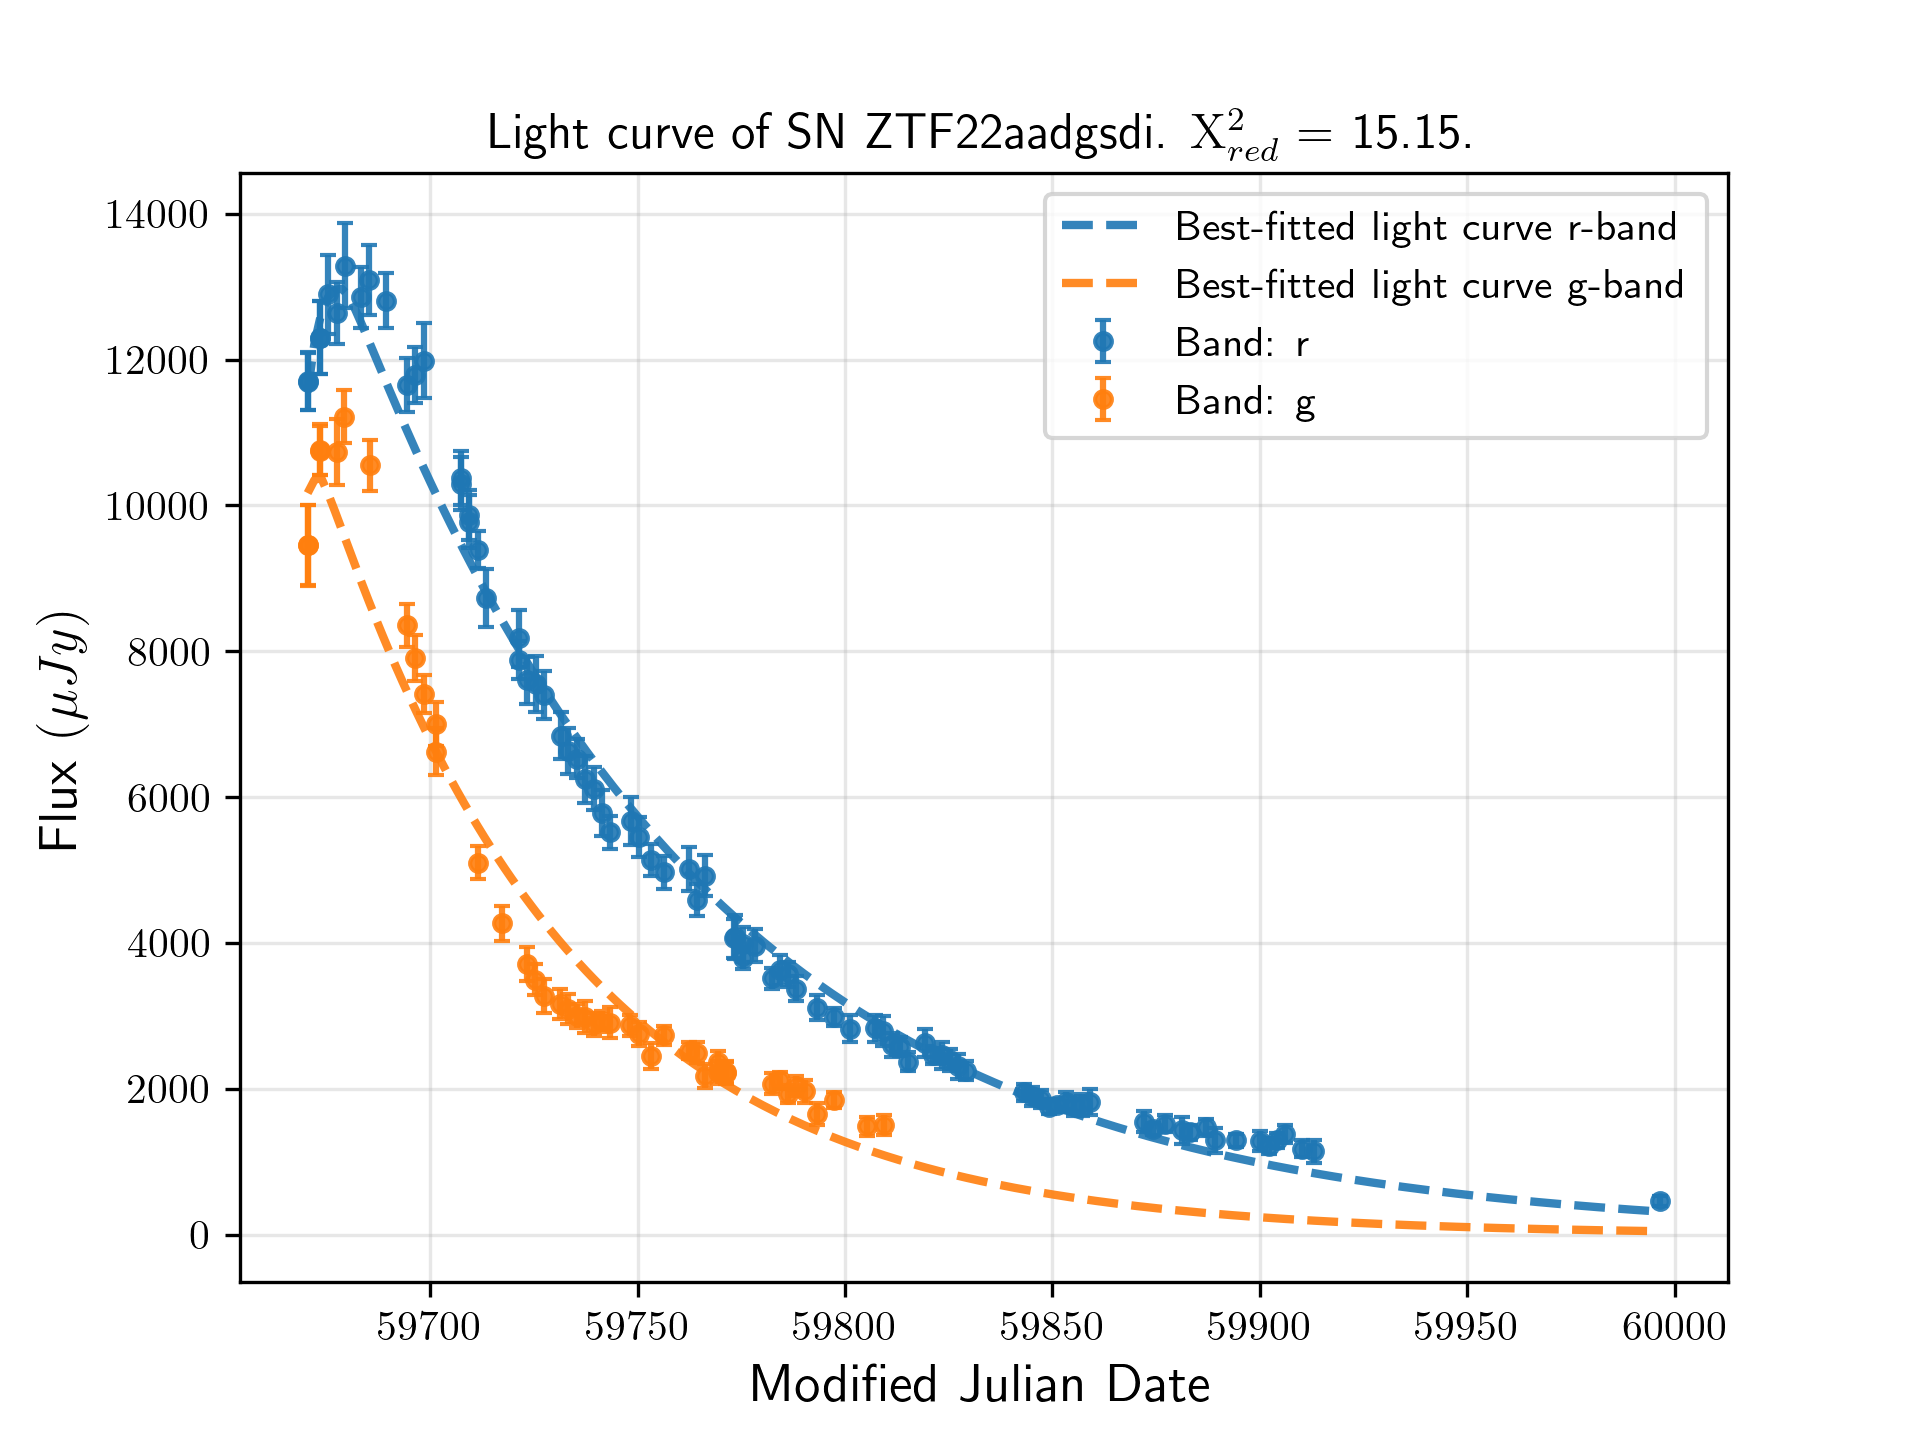 Light curve of SN ZTF22aadgsdi. X²_red = 15.15.
14000
12000
10000
8000
6000
4000
2000
0
Flux (μJy)
Best-fitted light curve r-band
Best-fitted light curve g-band
Band: r
Band: g
59700 59750 59800 59850 59900 59950 60000
Modified Julian Date